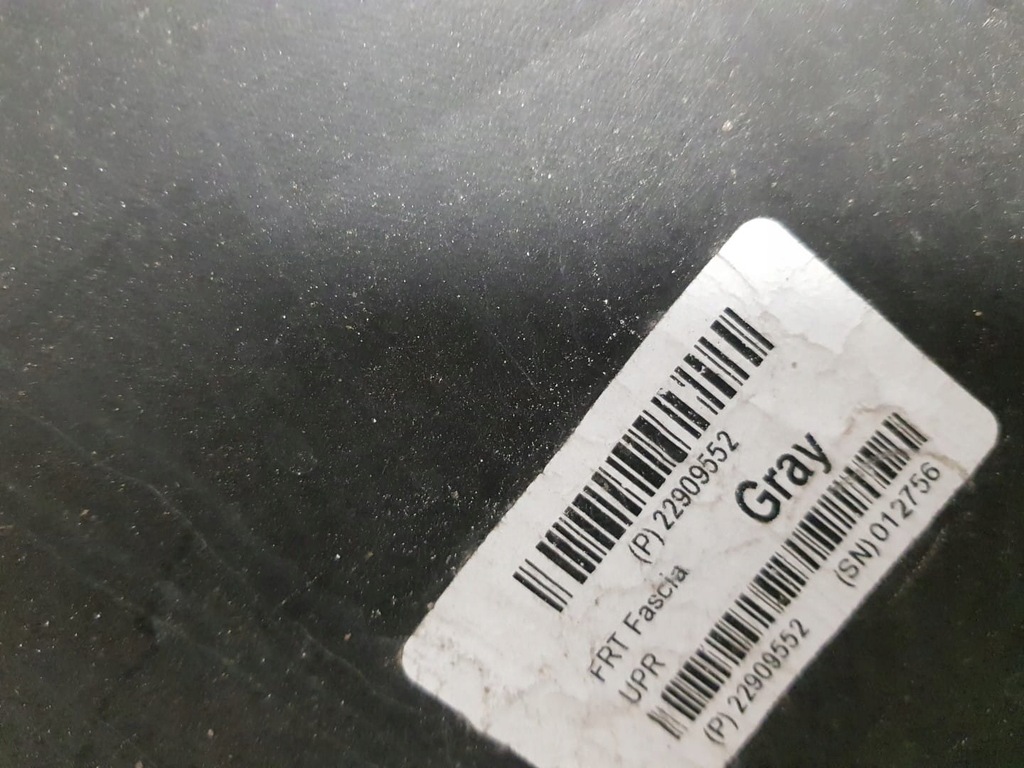 (P) 22909552
Gray
FRT Fascia
UPR
(SN) 012756
(P) 22909552